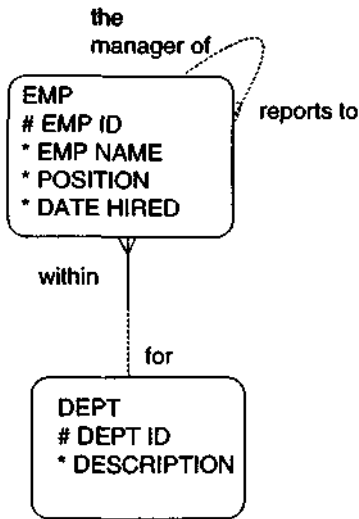 the
manager of
EMP
# EMP ID
* EMP NAME
* POSITION
* DATE HIRED
reports to
within
for
DEPT
# DEPT ID
* DESCRIPTION